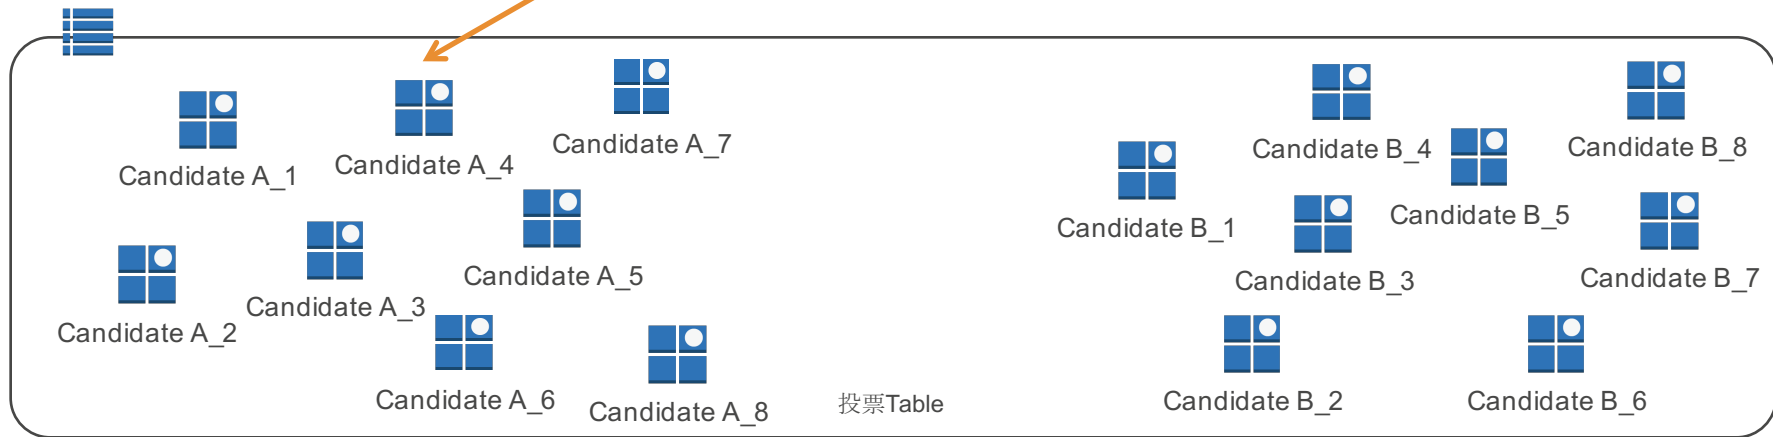 Candidate A_1
Candidate A_4
Candidate A_7
Candidate A_2
Candidate A_3
Candidate A_5
Candidate A_6
Candidate A_8
投票Table
Candidate B_1
Candidate B_4
Candidate B_5
Candidate B_8
Candidate B_3
Candidate B_7
Candidate B_2
Candidate B_6